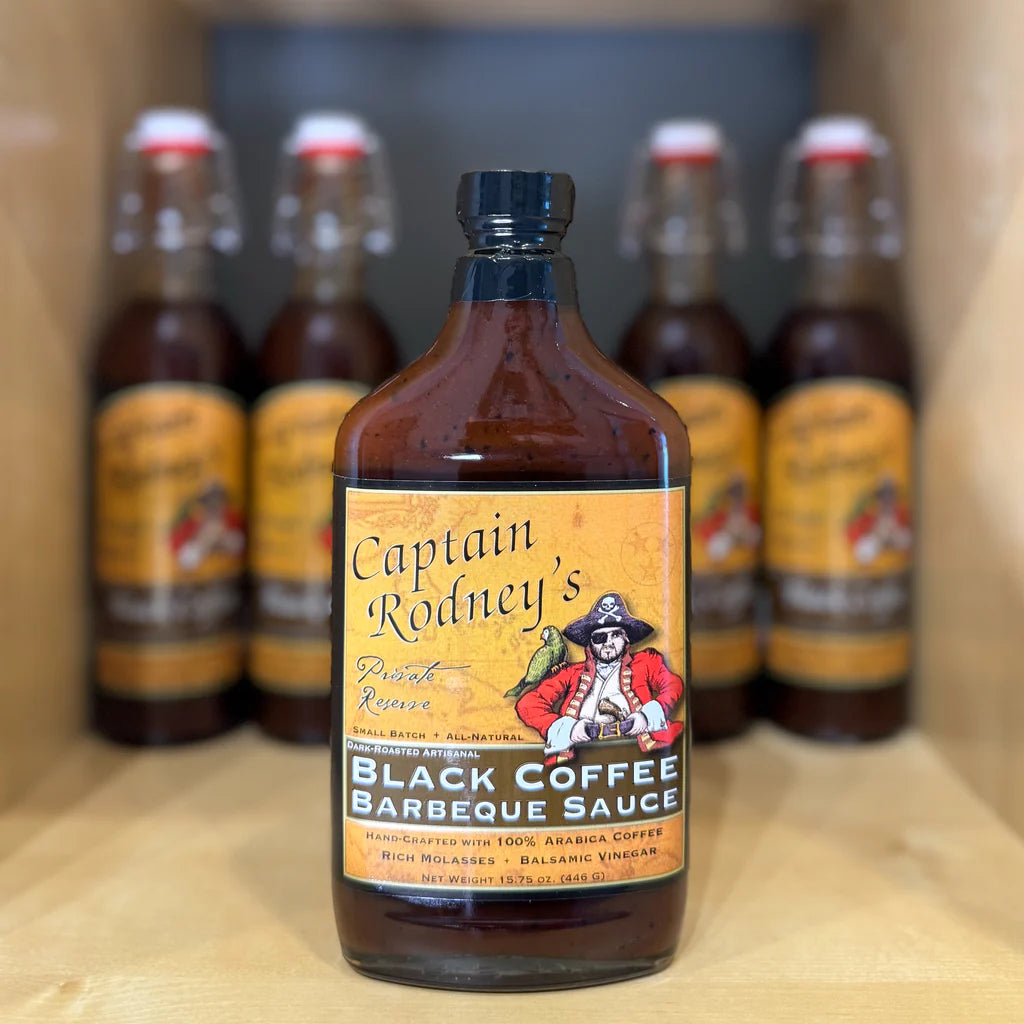 Captain
Rodney's
Private
Reserve
Small Batch + All-Natural
Dark-Roasted Artisanal
Black Coffee
Barbeque Sauce
Hand-Crafted with 100% Arabica Coffee
Rich Molasses + Balsamic Vinegar
Net Weight 15.75 oz. (446 g)